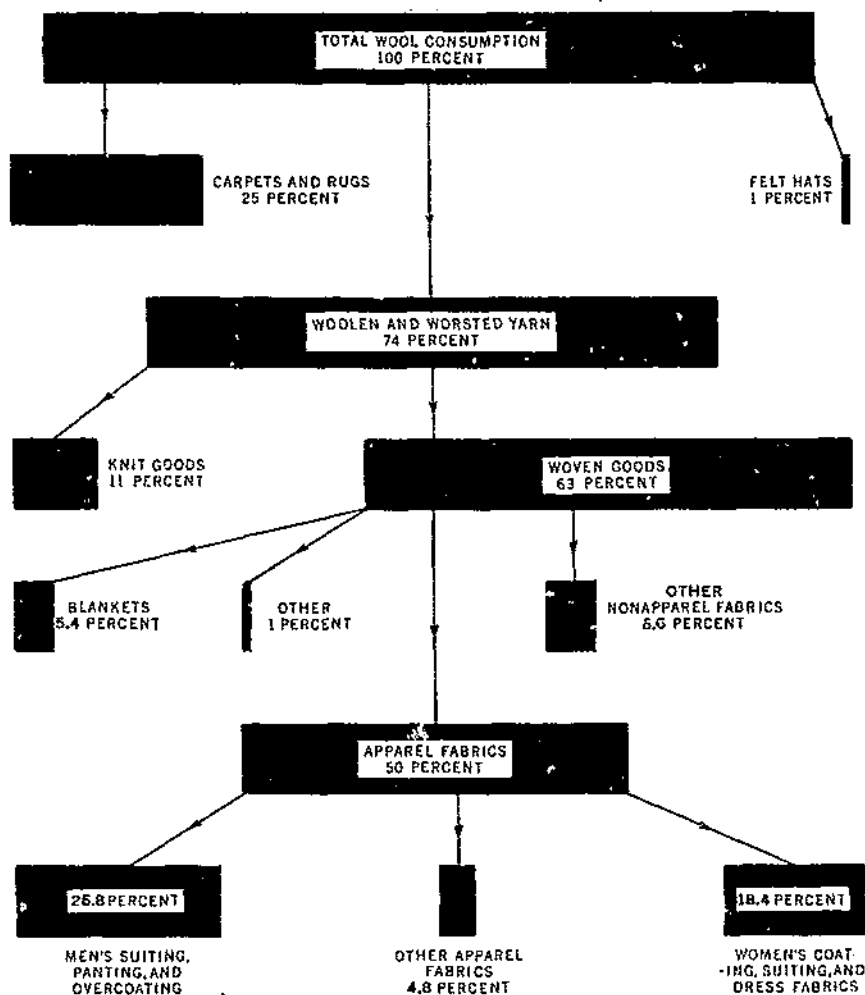 TOTAL WOOL CONSUMPTION
100 PERCENT
CARPETS AND RUGS
25 PERCENT
FELT HATS
1 PERCENT
WOOLEN AND WORSTED YARN
74 PERCENT
KNIT GOODS
11 PERCENT
WOVEN GOODS
63 PERCENT
BLANKETS
5.4 PERCENT
OTHER
1 PERCENT
OTHER
NONAPPAREL FABRICS
6.6 PERCENT
APPAREL FABRICS
50 PERCENT
26.8 PERCENT
MEN'S SUITING,
PANTING, AND
OVERCOATING
OTHER APPAREL
FABRICS
4.8 PERCENT
18.4 PERCENT
WOMEN'S COAT-
-ING, SUITING, AND
DRESS FABRICS